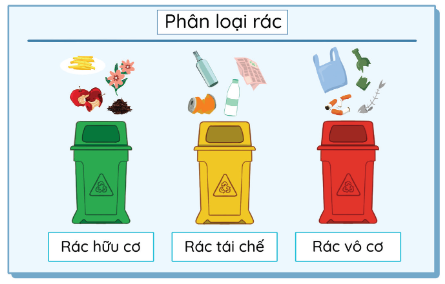 Phân loại rác
Rác hữu cơ
Rác tái chế
Rác vô cơ